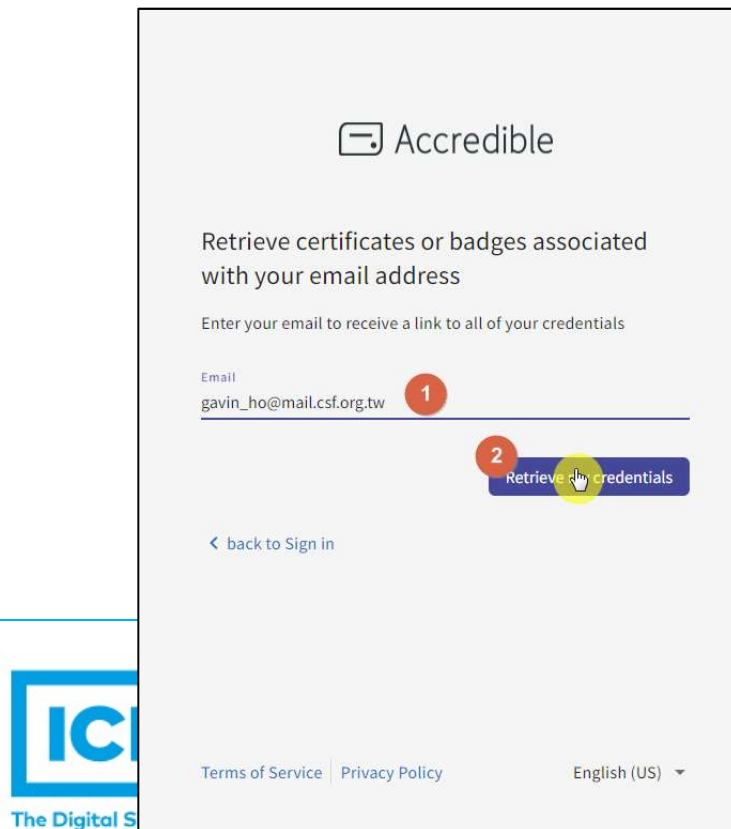 Accredible
Retrieve certificates or badges associated
with your email address
Enter your email to receive a link to all of your credentials
Email
gavin_ho@mail.csf.org.tw
1
2
Retrieve credentials
back to Sign in
Terms of Service
Privacy Policy
English (US)
The Digital